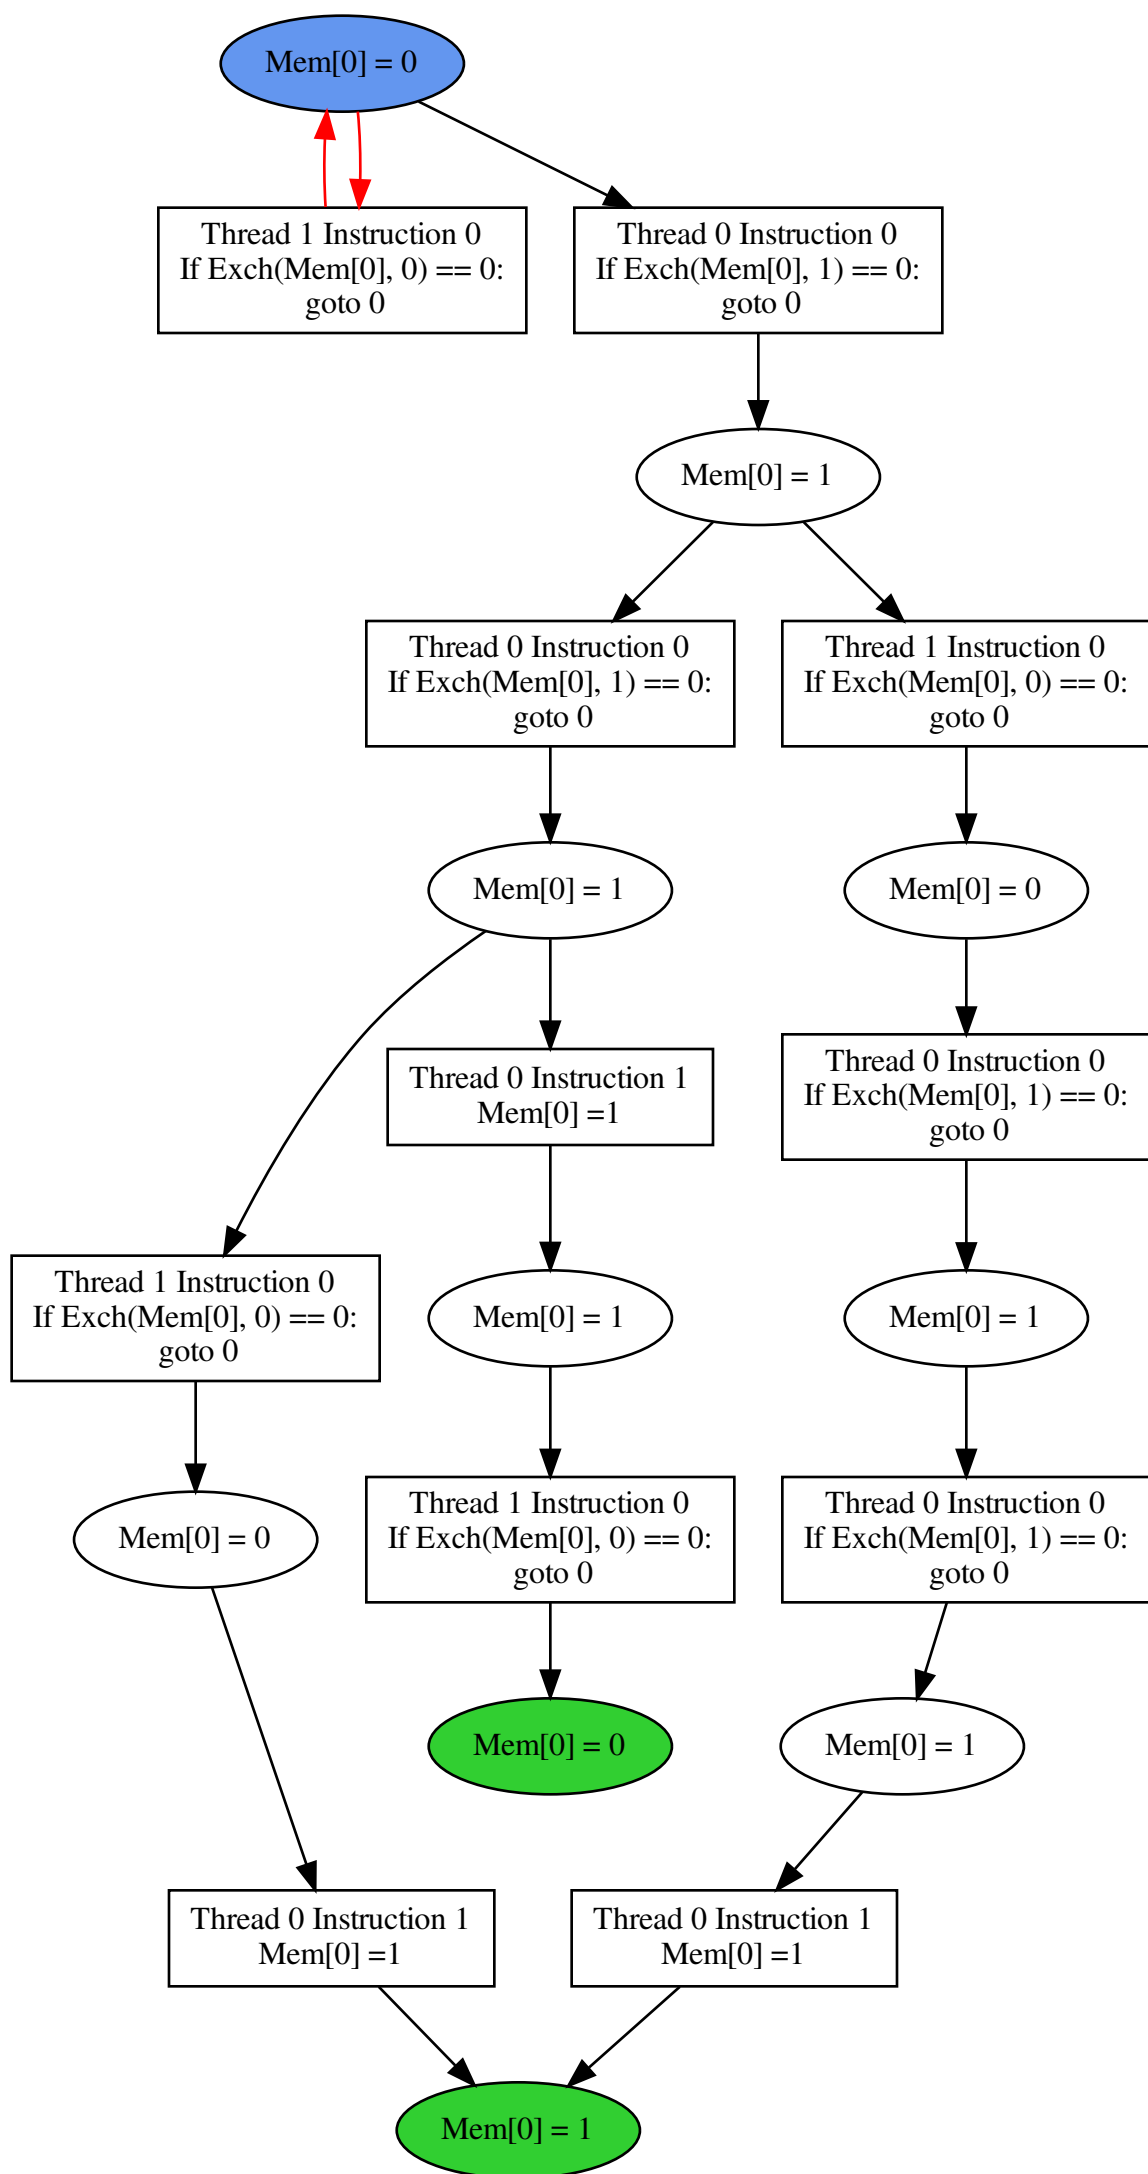 Mem[0] = 0
Thread 1 Instruction 0
If Exch(Mem[0], 0) == 0:
goto 0
Thread 0 Instruction 0
If Exch(Mem[0], 1) == 0:
goto 0
Mem[0] = 1
Thread 0 Instruction 0
If Exch(Mem[0], 1) == 0:
goto 0
Thread 1 Instruction 0
If Exch(Mem[0], 0) == 0:
goto 0
Mem[0] = 1
Mem[0] = 0
Thread 0 Instruction 1
Mem[0] =1
Thread 0 Instruction 0
If Exch(Mem[0], 1) == 0:
goto 0
Thread 1 Instruction 0
If Exch(Mem[0], 0) == 0:
goto 0
Mem[0] = 1
Mem[0] = 1
Mem[0] = 0
Thread 1 Instruction 0
If Exch(Mem[0], 0) == 0:
goto 0
Thread 0 Instruction 0
If Exch(Mem[0], 1) == 0:
goto 0
Mem[0] = 0
Mem[0] = 1
Thread 0 Instruction 1
Mem[0] =1
Thread 0 Instruction 1
Mem[0] =1
Mem[0] = 1